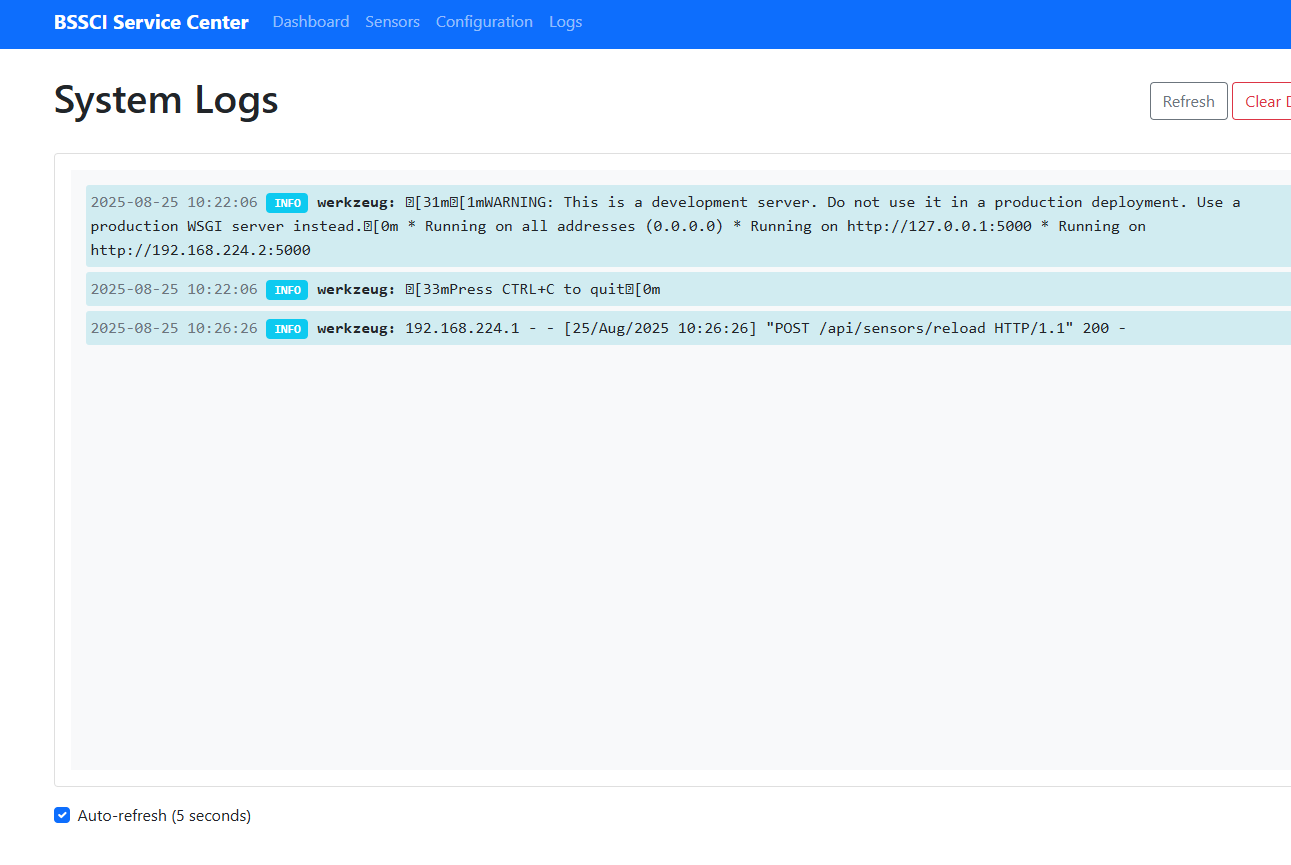 BSSCI Service Center Dashboard Sensors Configuration Logs
System Logs
Refresh Clear
2025-08-25 10:22:06 INFO werkzeug: [31m[1mWARNING: This is a development server. Do not use it in a production deployment. Use a
production WSGI server instead.[0m * Running on all addresses (0.0.0.0) * Running on http://127.0.0.1:5000 * Running on
http://192.168.224.2:5000
2025-08-25 10:22:06 INFO werkzeug: [33mPress CTRL+C to quit[0m
2025-08-25 10:26:26 INFO werkzeug: 192.168.224.1 - - [25/Aug/2025 10:26:26] "POST /api/sensors/reload HTTP/1.1" 200 -
Auto-refresh (5 seconds)